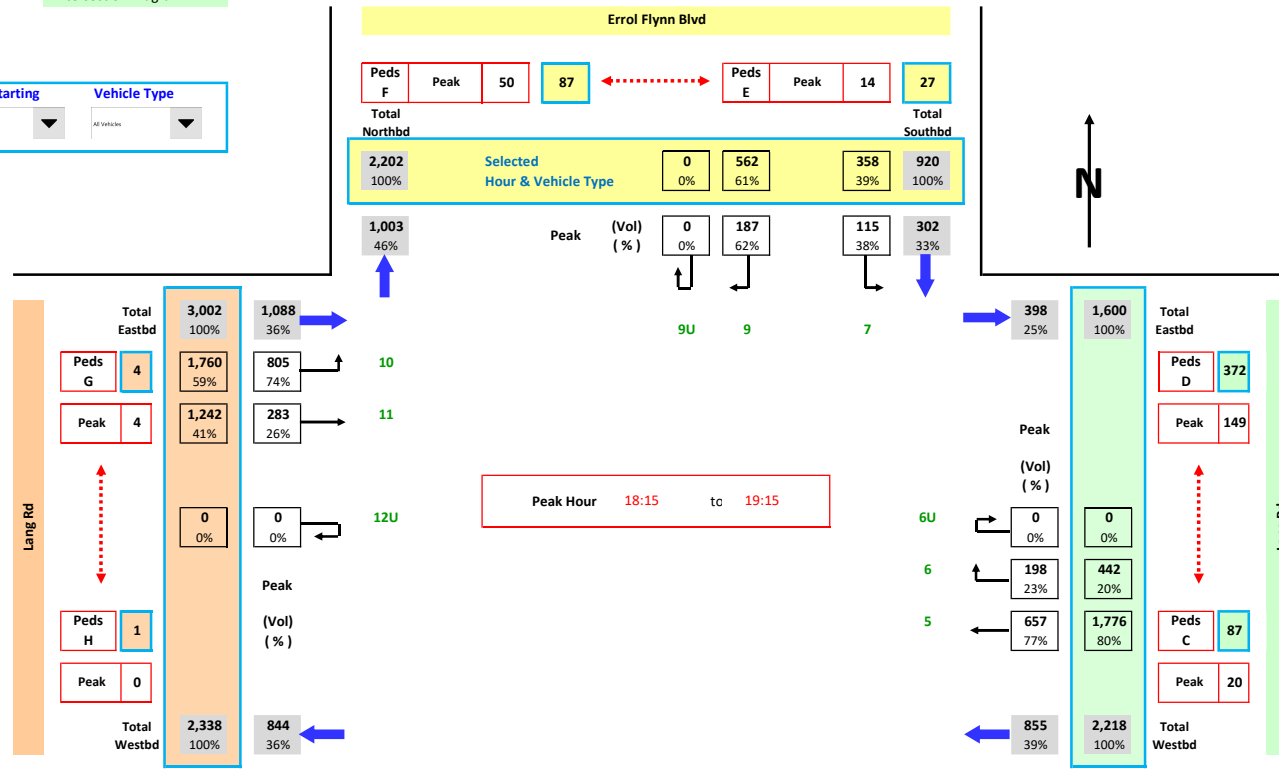 Errol Flynn Blvd
tarting Vehicle Type
All Vehicles
Peds F Peak 50 87
Peds E Peak 14 27
Total Northbd
Total Southbd
2,202 Selected 0 562 358 920
100% Hour & Vehicle Type 0% 61% 39% 100%
1,003 Peak (Vol) 0 187 115 302
46% ( % ) 0% 62% 38% 33%
N
9U 9 7
Total Eastbd
3,002 1,088
100% 36%
398 1,600
25% 100%
Total Eastbd
Peds G 4
1,760 805
59% 74%
10
Peds D 372
Peak 4
1,242 283
41% 26%
11
Peak
Peak 149
(Vol)
( % )
Lang Rd
0 0
0% 0%
12U
Peak Hour 18:15 to 19:15
6U
0 0
0% 0%
Peak
(Vol)
( % )
6
198 442
23% 20%
Peds H 1
5
657 1,776
77% 80%
Peds C 87
Peak 0
Peak 20
Total Westbd
2,338 844
100% 36%
855 2,218
39% 100%
Total Westbd